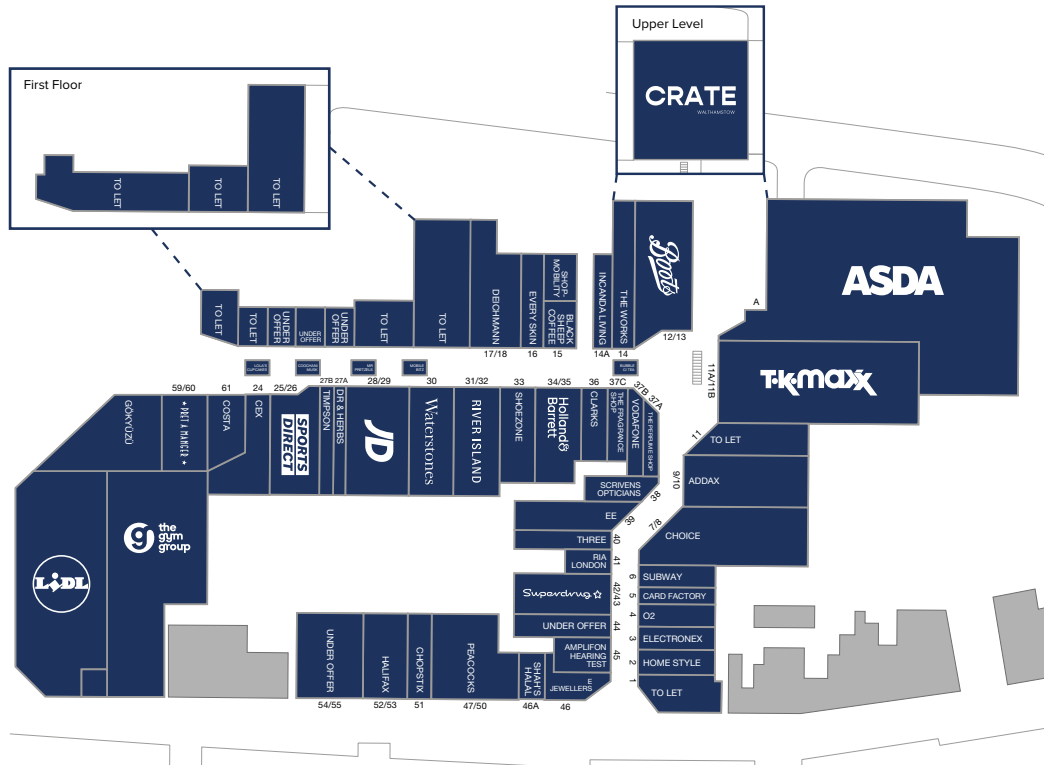 Upper Level
CRATE
WALTHAMSTOW
First Floor
TO LET
TO LET
TO LET
TO LET
TO LET
UNDER
OFFER
UNDER
OFFER
UNDER
OFFER
TO LET
TO LET
DEICHMANN
EVERY SKIN
SHOP-
MOBILITY
BLACK
SHEEP
COFFEE
INCANDA LIVING
THE WORKS
Boots
ASDA
A
17/18
16
15
14A
14
12/13
LOLA'S
CUPCAKES
MR
PRETZELS
11A/11B
TK maxx
59/60
61
24
25/26
27B
27A
28/29
30
31/32
33
34/35
36
37C
37B
37A
GÖKYÜZÜ
★ PRET A MANGER ★
COSTA
CEX
SPORTS
DIRECT
TIMPSON
DR & HERBS
JD
Waterstones
RIVER ISLAND
SHOEZONE
Holland &
Barrett
CLARKS
THE FRAGRANCE
SHOP
VODAFONE
THE PERFUME SHOP
11
TO LET
SCRIVENS
OPTICIANS
38
9/10
ADDAX
EE
39
7/8
CHOICE
THREE
40
the
gym
group
RIA
LONDON
41
LIDL
6
SUBWAY
Superdrug
42/43
5
CARD FACTORY
4
O2
UNDER OFFER
44
3
ELECTRONEX
AMPLIFON
HEARING
TEST
45
2
HOME STYLE
E
JEWELLERS
1
TO LET
UNDER OFFER
HALIFAX
CHOPSTIX
PEACOCKS
SHAH'S
HALAL
54/55
52/53
51
47/50
46A
46